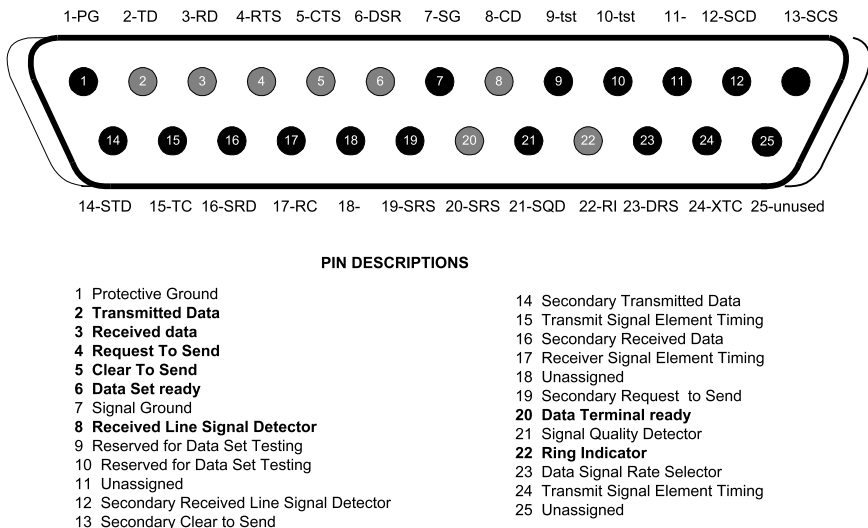 1-PG 2-TD 3-RD 4-RTS 5-CTS 6-DSR 7-SG 8-CD 9-tst 10-tst 11- 12-SCD 13-SCS
1 2 3 4 5 6 7 8 9 10 11 12
14 15 16 17 18 19 20 21 22 23 24 25
14-STD 15-TC 16-SRD 17-RC 18- 19-SRS 20-SRS 21-SQD 22-RI 23-DRS 24-XTC 25-unused
PIN DESCRIPTIONS
1 Protective Ground
2 Transmitted Data
3 Received data
4 Request To Send
5 Clear To Send
6 Data Set ready
7 Signal Ground
8 Received Line Signal Detector
9 Reserved for Data Set Testing
10 Reserved for Data Set Testing
11 Unassigned
12 Secondary Received Line Signal Detector
13 Secondary Clear to Send
14 Secondary Transmitted Data
15 Transmit Signal Element Timing
16 Secondary Received Data
17 Receiver Signal Element Timing
18 Unassigned
19 Secondary Request to Send
20 Data Terminal ready
21 Signal Quality Detector
22 Ring Indicator
23 Data Signal Rate Selector
24 Transmit Signal Element Timing
25 Unassigned